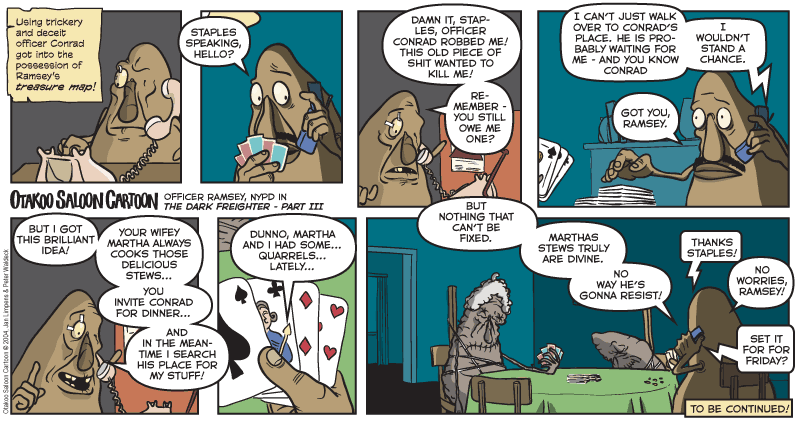 Using trickery
and deceit
officer Conrad
got into the
possession of
Ramsey's
treasure map!
STAPLES
SPEAKING,
HELLO?
DAMN IT, STAP-
LES, OFFICER
CONRAD ROBBED ME!
THIS OLD PIECE OF
SHIT WANTED TO
KILL ME!
RE-
MEMBER -
YOU STILL
OWE ME
ONE?
I CAN'T JUST WALK
OVER TO CONRAD'S
PLACE. HE IS PRO-
BABLY WAITING FOR
ME - AND YOU KNOW
CONRAD
I
WOULDN'T
STAND A
CHANCE.
GOT YOU,
RAMSEY.
OTAKOO SALOON CARTOON
OFFICER RAMSEY, NYPD IN
THE DARK FREIGHTER - PART III
BUT I GOT
THIS BRILLIANT
IDEA!
YOUR WIFEY
MARTHA ALWAYS
COOKS THOSE
DELICIOUS
STEWS...
YOU
INVITE CONRAD
FOR DINNER...
AND
IN THE MEAN-
TIME I SEARCH
HIS PLACE FOR
MY STUFF!
DUNNO, MARTHA
AND I HAD SOME...
QUARRELS...
LATELY...
BUT
NOTHING THAT
CAN'T BE
FIXED.
MARTHAS
STEWS TRULY
ARE DIVINE.
NO
WAY HE'S
GONNA RESIST!
THANKS
STAPLES!
NO
WORRIES,
RAMSEY!
SET IT
FOR FOR
FRIDAY?
TO BE CONTINUED!
Otakoo Saloon Cartoon © 2004 Jan Limpens & Peter Waldeck